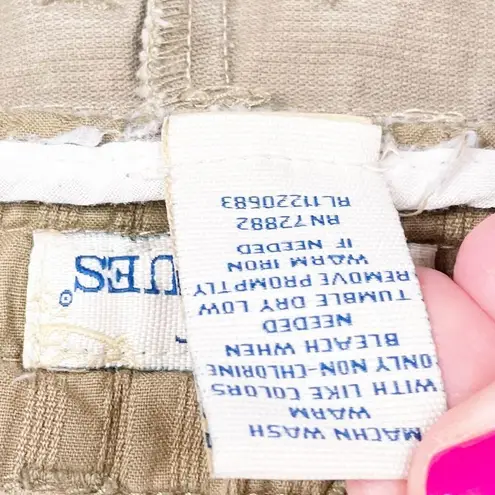 MACHN WASH
WARM
WITH LIKE COLORS
ONLY NON-CHLORINE
BLEACH WHEN
NEEDED
TUMBLE DRY LOW
REMOVE PROMPTLY
WARM IRON
IF NEEDED
RN72882
RL11220683
UES®